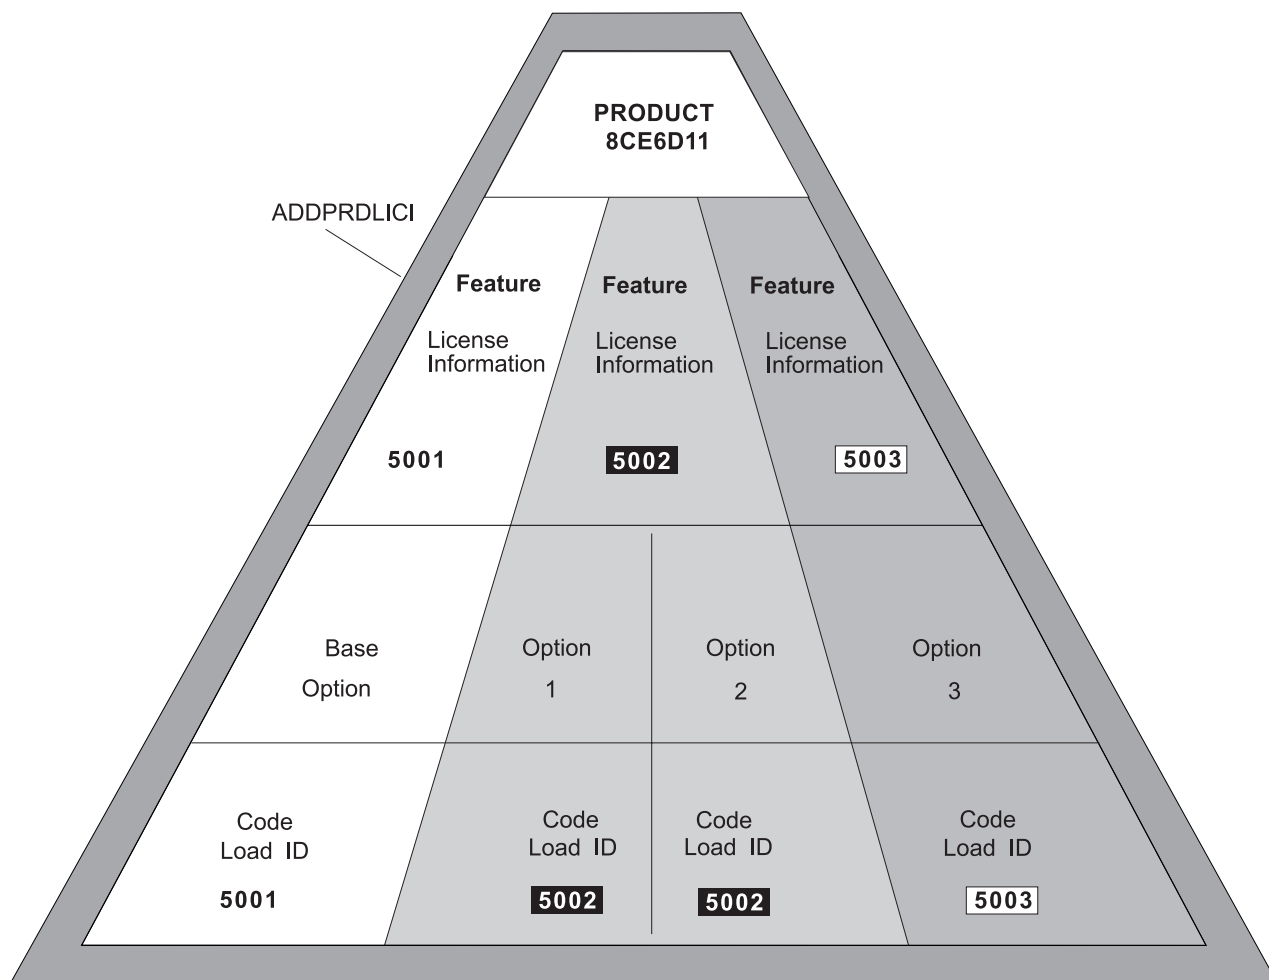 PRODUCT
8CE6D11
ADDPRDLICI
Feature Feature Feature
License License License
Information Information Information
5001 5002 5003
Base Option Option Option
Option 1 2 3
Code Code Code Code
Load ID Load ID Load ID Load ID
5001 5002 5002 5003